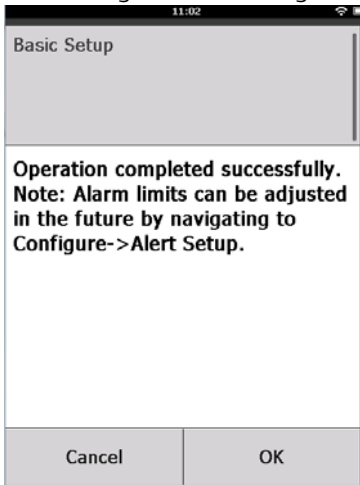 11:02
Basic Setup
Operation completed successfully.
Note: Alarm limits can be adjusted
in the future by navigating to
Configure->Alert Setup.
Cancel
OK